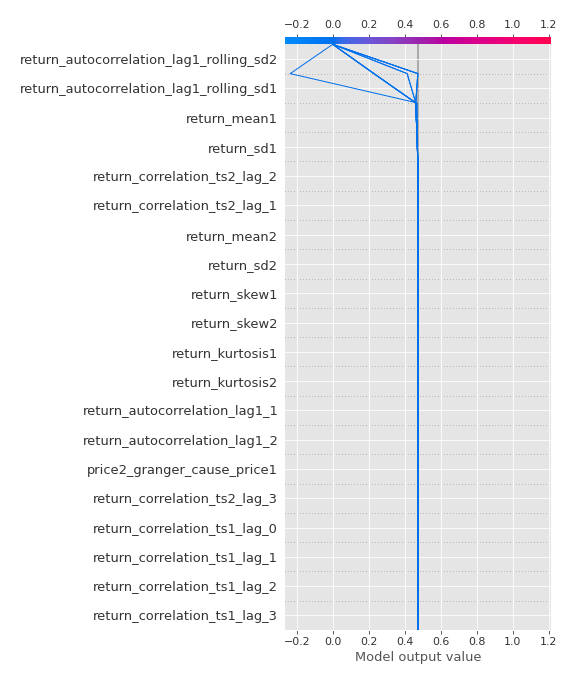 −0.2 0.0 0.2 0.4 0.6 0.8 1.0 1.2
return_autocorrelation_lag1_rolling_sd2
return_autocorrelation_lag1_rolling_sd1
return_mean1
return_sd1
return_correlation_ts2_lag_2
return_correlation_ts2_lag_1
return_mean2
return_sd2
return_skew1
return_skew2
return_kurtosis1
return_kurtosis2
return_autocorrelation_lag1_1
return_autocorrelation_lag1_2
price2_granger_cause_price1
return_correlation_ts2_lag_3
return_correlation_ts1_lag_0
return_correlation_ts1_lag_1
return_correlation_ts1_lag_2
return_correlation_ts1_lag_3
−0.2 0.0 0.2 0.4 0.6 0.8 1.0 1.2
Model output value